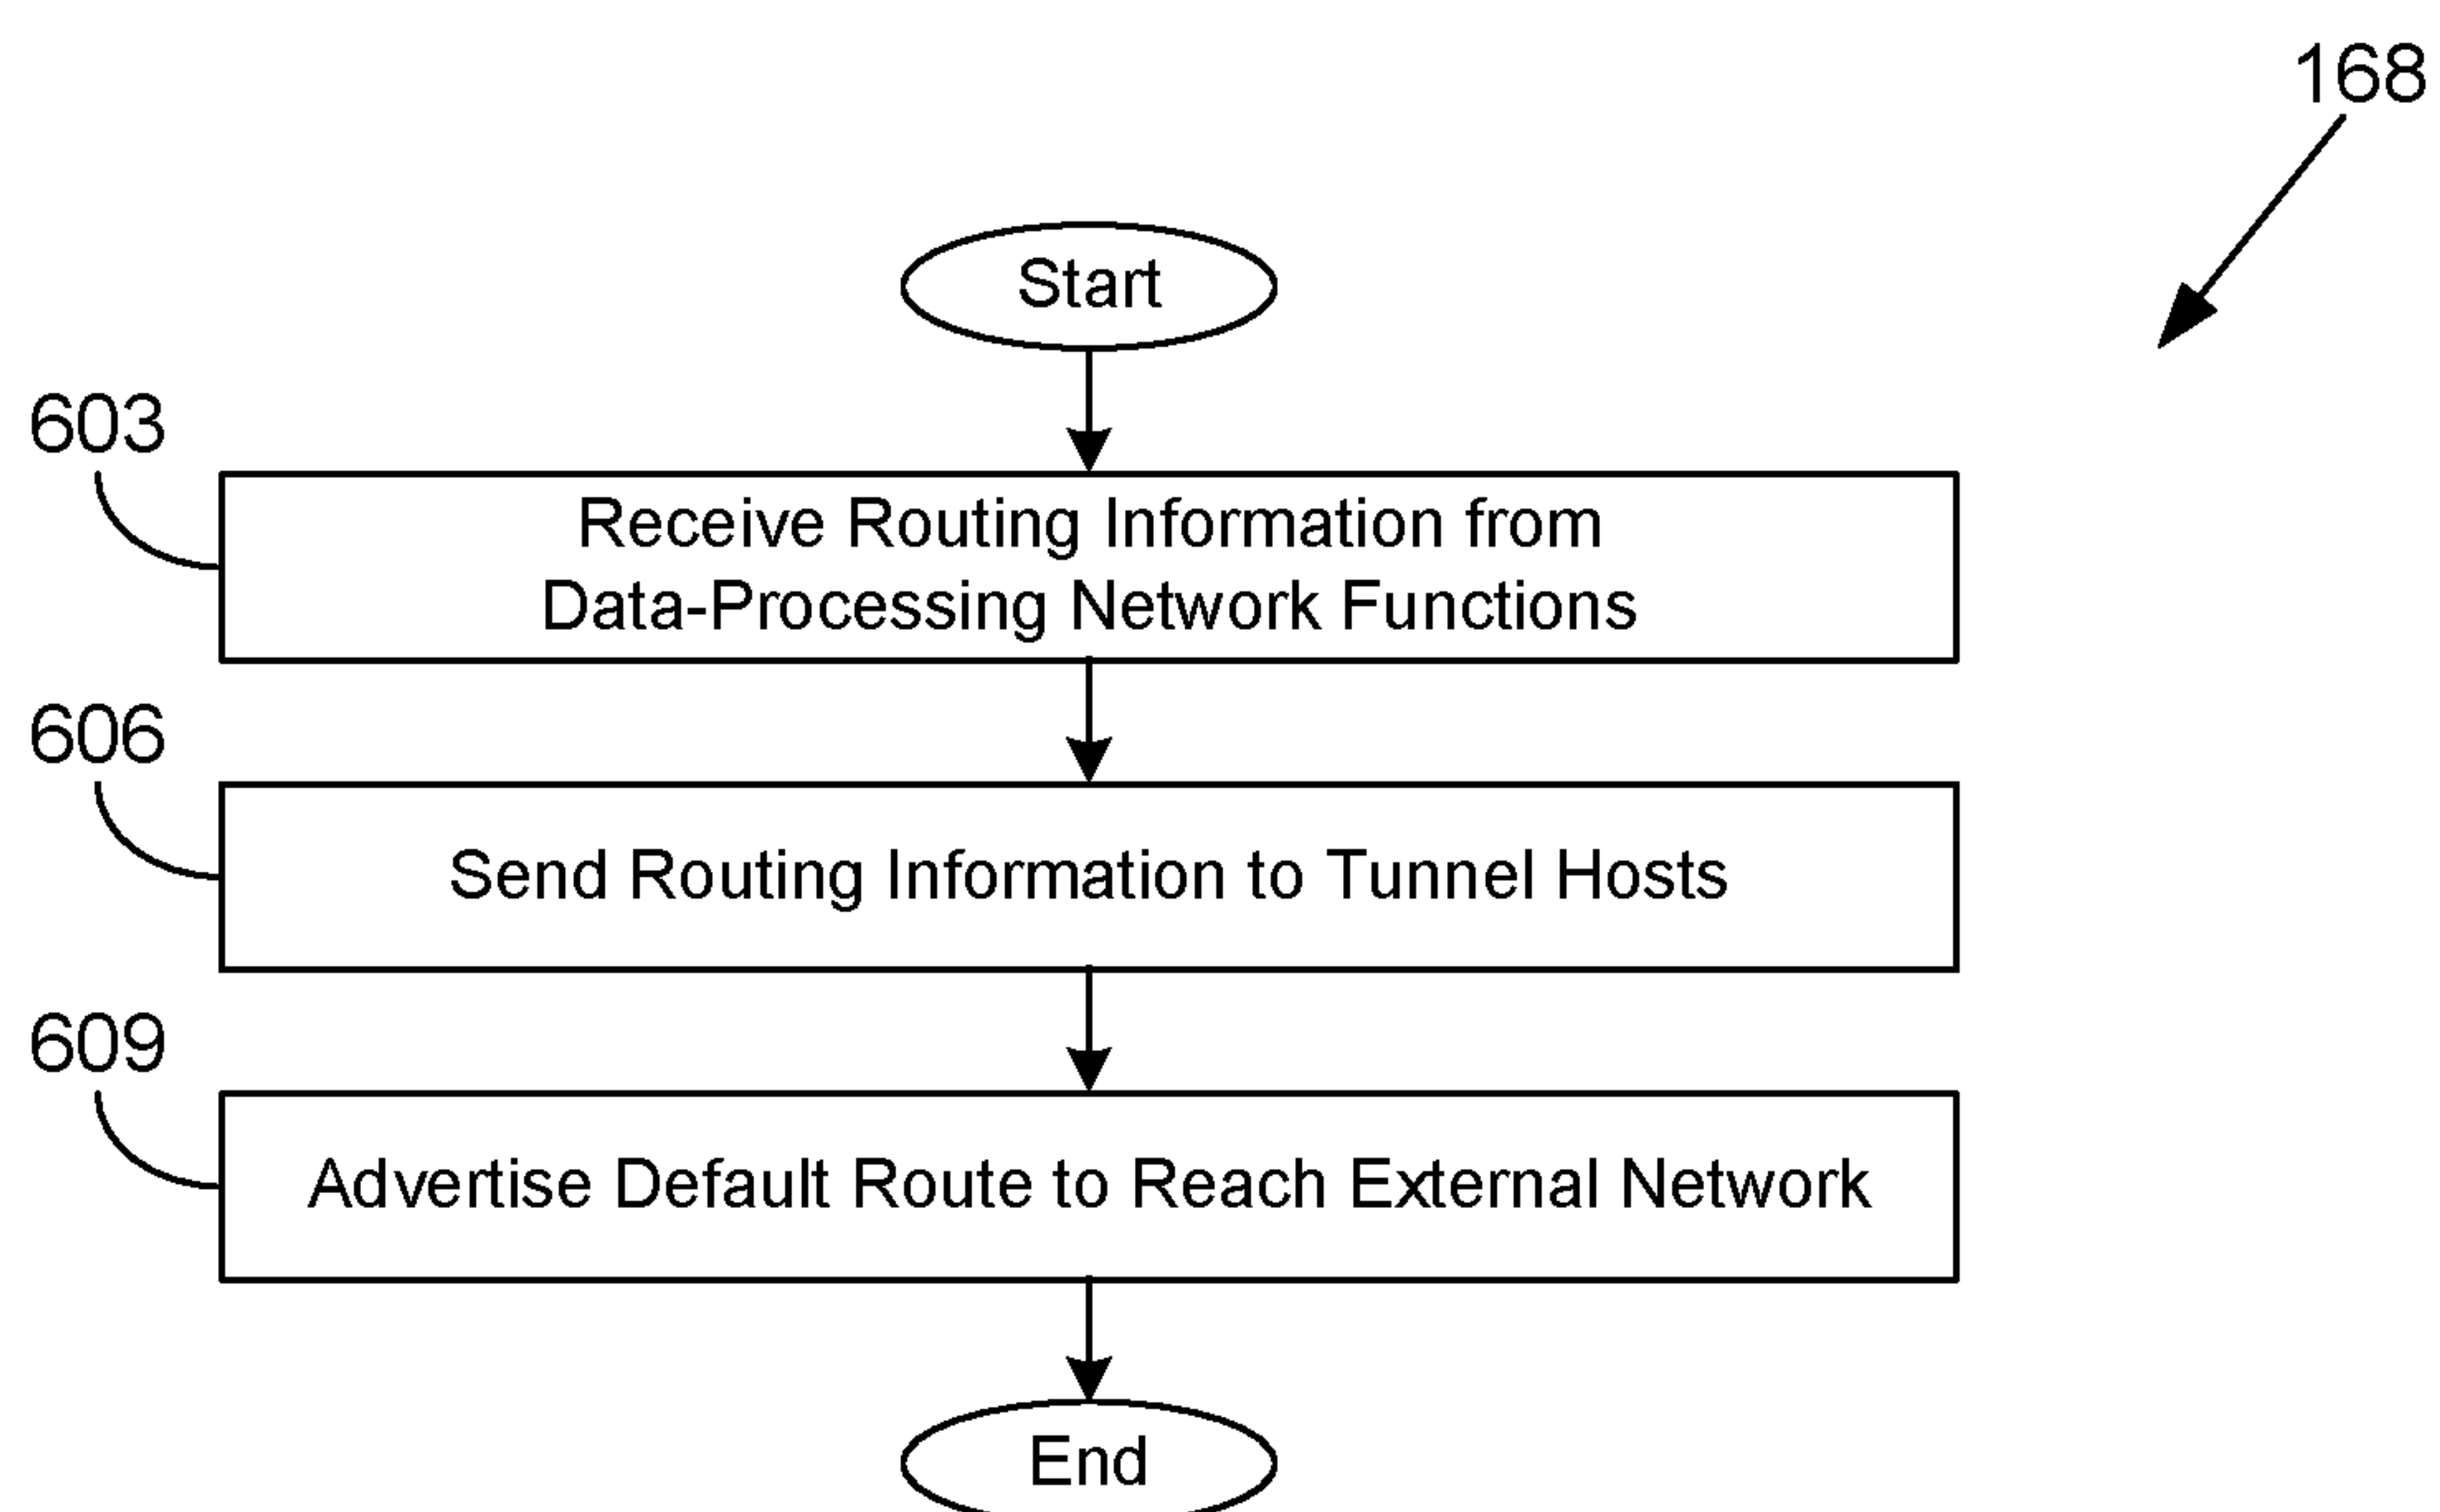 168
Start
603
Receive Routing Information from
Data-Processing Network Functions
606
Send Routing Information to Tunnel Hosts
609
Advertise Default Route to Reach External Network
End